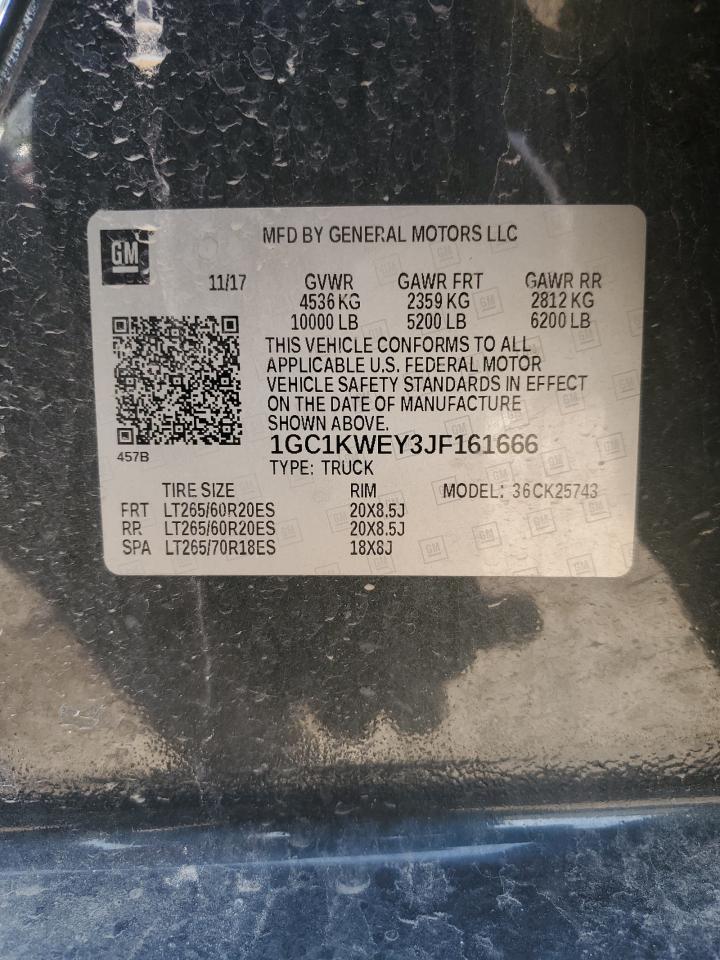 GM
MFD BY GENERAL MOTORS LLC
11/17 GVWR GAWR FRT GAWR RR
4536 KG 2359 KG 2812 KG
10000 LB 5200 LB 6200 LB
THIS VEHICLE CONFORMS TO ALL
APPLICABLE U.S. FEDERAL MOTOR
VEHICLE SAFETY STANDARDS IN EFFECT
ON THE DATE OF MANUFACTURE
SHOWN ABOVE.
457B
1GC1KWEY3JF161666
TYPE: TRUCK
TIRE SIZE RIM MODEL: 36CK25743
FRT LT265/60R20ES 20X8.5J
RR LT265/60R20ES 20X8.5J
SPA LT265/70R18ES 18X8J